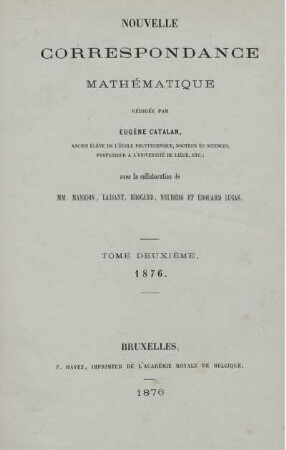 NOUVELLE
CORRESPONDANCE
MATHÉMATIQUE
RÉDIGÉE PAR
EUGÈNE CATALAN,
ANCIEN ÉLÈVE DE L'ÉCOLE POLYTECHNIQUE, DOCTEUR ÈS SCIENCES,
PROFESSEUR A L'UNIVERSITÉ DE LIÉGE, ETC.;
avec la collaboration de
MM. MANSION, LAISANT, BROCARD, NEUBERG ET ÉDOUARD LUCAS.
TOME DEUXIÈME,
1876.
BRUXELLES,
F. HAYEZ, IMPRIMEUR DE L'ACADÉMIE ROYALE DE BELGIQUE.
1876